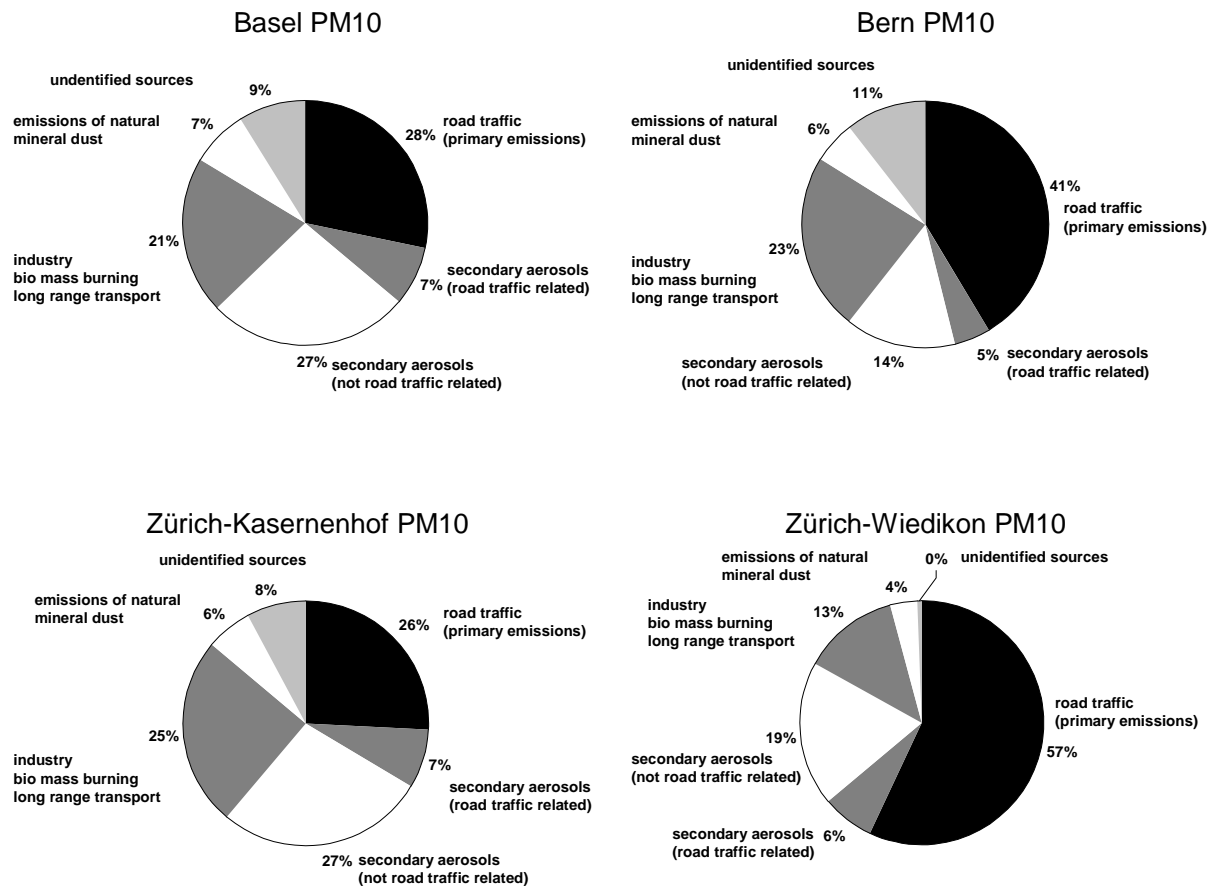 Basel PM10
unidentified sources
9%
emissions of natural
mineral dust
7%
road traffic
(primary emissions)
28%
industry
bio mass burning
long range transport
21%
secondary aerosols
(road traffic related)
7%
27% secondary aerosols
(not road traffic related)
Bern PM10
unidentified sources
11%
emissions of natural
mineral dust
6%
41%
road traffic
(primary emissions)
industry
bio mass burning
long range transport
23%
secondary aerosols
(not road traffic related)
14%
5% secondary aerosols
(road traffic related)
Zürich-Kasernenhof PM10
unidentified sources
8%
emissions of natural
mineral dust
6%
26%
road traffic
(primary emissions)
industry
bio mass burning
long range transport
25%
7%
secondary aerosols
(road traffic related)
27% secondary aerosols
(not road traffic related)
Zürich-Wiedikon PM10
emissions of natural
mineral dust
4%
0% unidentified sources
industry
bio mass burning
long range transport
13%
road traffic
(primary emissions)
57%
19%
secondary aerosols
(not road traffic related)
secondary aerosols
(road traffic related)
6%